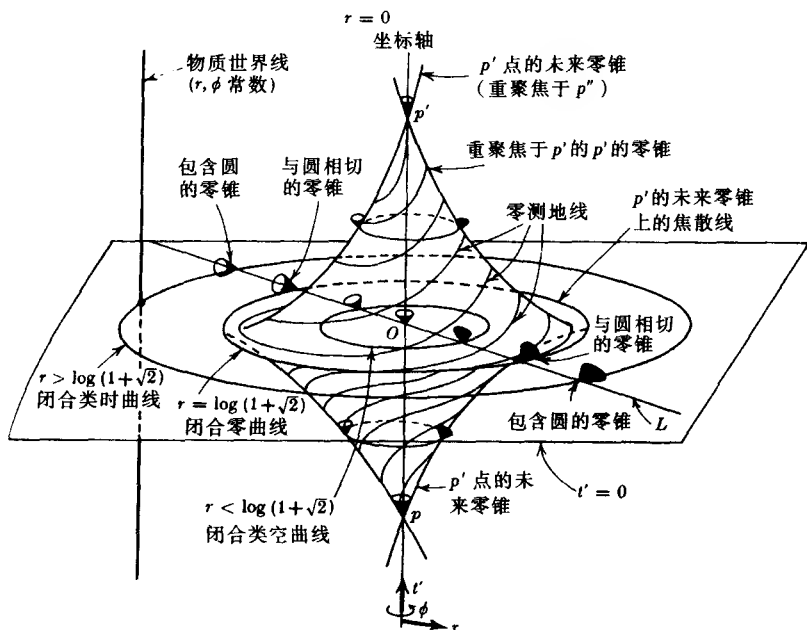 r = 0
坐标轴
物质世界线
(r, ϕ 常数)
p′ 点的未来零锥
(重聚焦于 p″)
p′
重聚焦于 p′的 p′的零锥
包含圆
的零锥
与圆相切
的零锥
零测地线
p′的未来零锥
上的焦散线
O
与圆相切
的零锥
r > log (1+√2)
闭合类时曲线
r = log (1+√2)
闭合零曲线
包含圆的零锥
L
r < log (1+√2)
闭合类空曲线
p
p′ 点的未
来零锥
t′ = 0
t′
ϕ
r